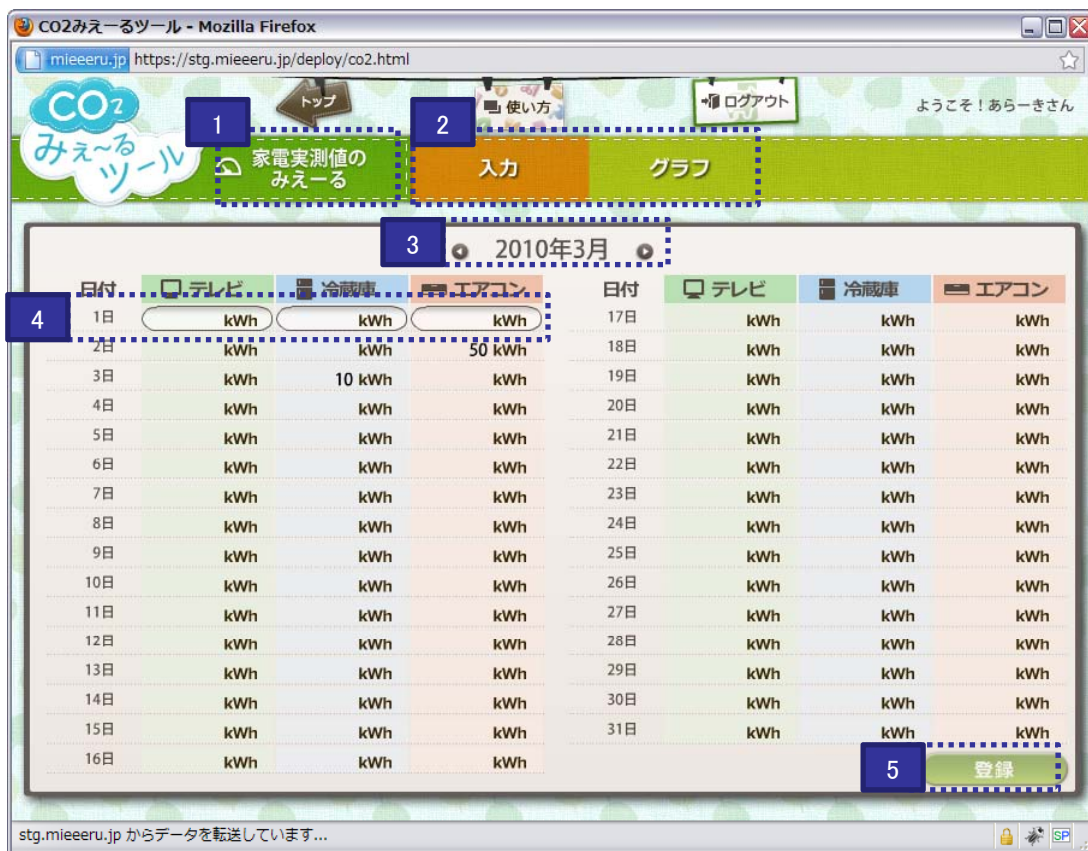 CO2みえーるツール - Mozilla Firefox
mieeeru.jp https://stg.mieeeru.jp/deploy/co2.html
CO2
みえ～る
ツール
トップ
使い方
ログアウト
ようこそ！あらーきさん
1
家電実測値の
みえーる
2
入力 グラフ
3
2010年3月
日付 テレビ 冷蔵庫 エアコン 日付 テレビ 冷蔵庫 エアコン
4
1日 kWh kWh kWh 17日 kWh kWh kWh
2日 kWh kWh 50 kWh 18日 kWh kWh kWh
3日 kWh 10 kWh kWh 19日 kWh kWh kWh
4日 kWh kWh kWh 20日 kWh kWh kWh
5日 kWh kWh kWh 21日 kWh kWh kWh
6日 kWh kWh kWh 22日 kWh kWh kWh
7日 kWh kWh kWh 23日 kWh kWh kWh
8日 kWh kWh kWh 24日 kWh kWh kWh
9日 kWh kWh kWh 25日 kWh kWh kWh
10日 kWh kWh kWh 26日 kWh kWh kWh
11日 kWh kWh kWh 27日 kWh kWh kWh
12日 kWh kWh kWh 28日 kWh kWh kWh
13日 kWh kWh kWh 29日 kWh kWh kWh
14日 kWh kWh kWh 30日 kWh kWh kWh
15日 kWh kWh kWh 31日 kWh kWh kWh
16日 kWh kWh kWh
5
登録
stg.mieeeru.jp からデータを転送しています...
SP